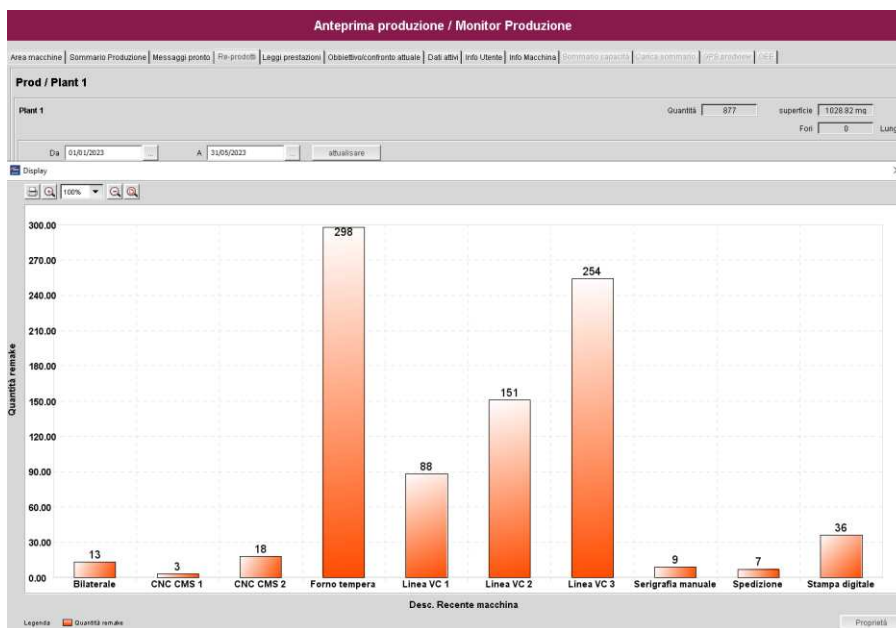 Anteprima produzione / Monitor Produzione
Area macchine Sommario Produzione Messaggi pronto Re-prodotti Leggi prestazioni Obbiettivo/confronto attuale Dati attivi Info Utente Info Macchina Sommario capacità Carica sommario GPS prodview OEE
Prod / Plant 1
Plant 1 Quantità 877 superficie 1028.82 mq
Fori 0 Lung
Da 01/01/2023 ... A 31/05/2023 ... attualisare
Display
100%
300.00
298
270.00
254
240.00
210.00
180.00
151
150.00
120.00
88
90.00
60.00
36
30.00
13 3 18 9 7
0.00
Quantità remake
Bilaterale CNC CMS 1 CNC CMS 2 Forno tempera Linea VC 1 Linea VC 2 Linea VC 3 Serigrafia manuale Spedizione Stampa digitale
Desc. Recente macchina
Legenda Quantità remake Proprietà